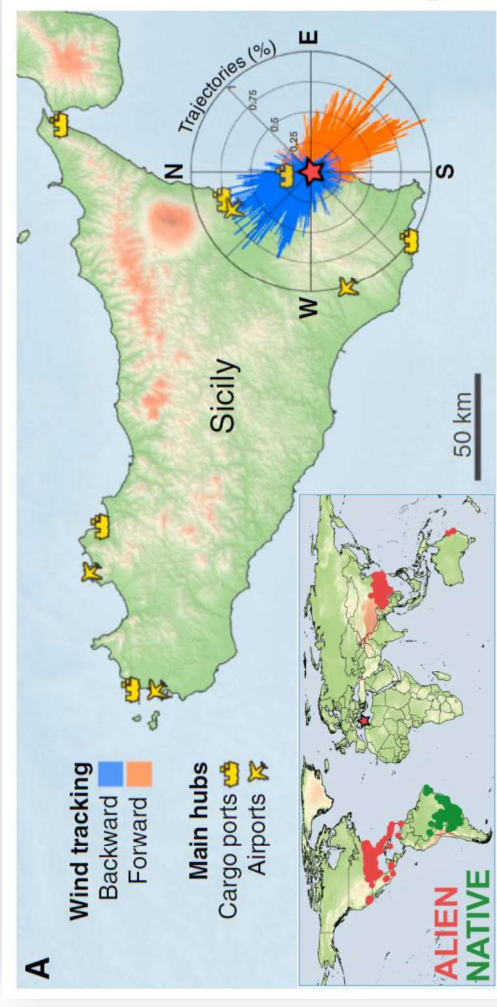 A
Wind tracking
Backward
Forward
Main hubs
Cargo ports
Airports
Sicily
Trajectories (%)
1
0.75
0.5
0.25
N
E
S
W
50 km
ALIEN
NATIVE